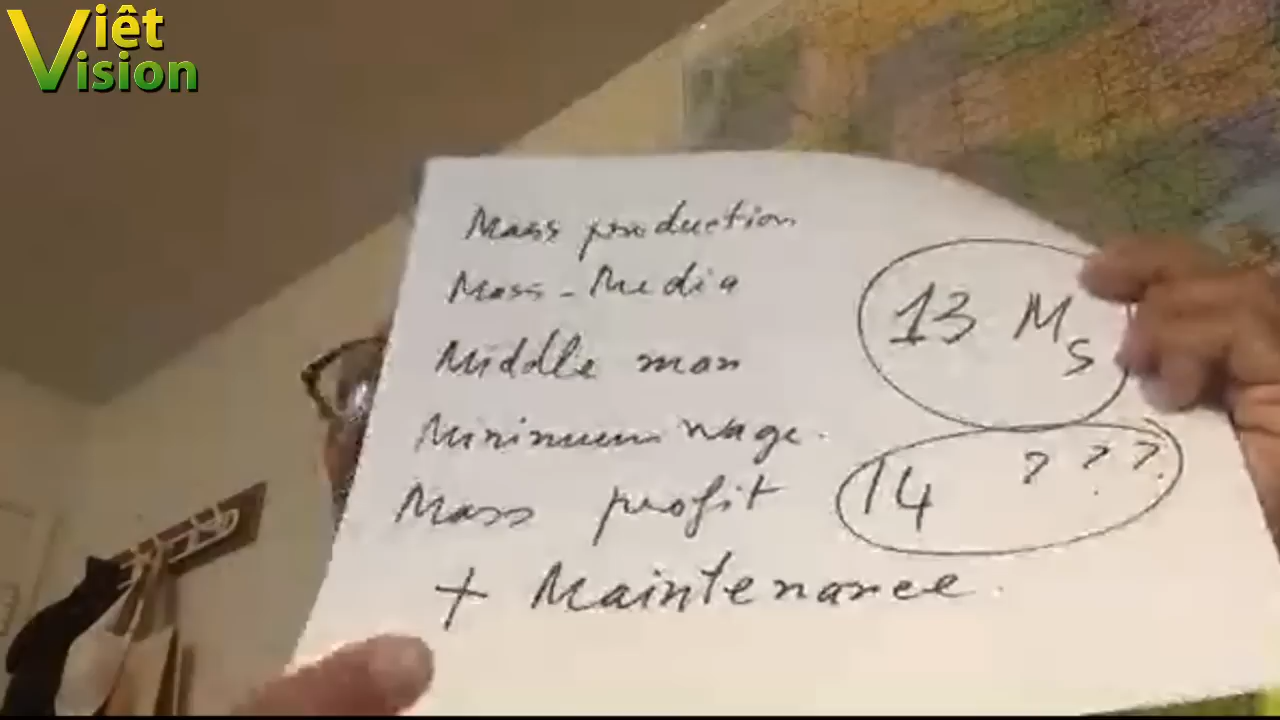 Việt
Vision
Mass production
Mass - Media
Middle man
Minimum wage.
Mass profit
+ Maintenance.
13 Ms
14 ? ? ?